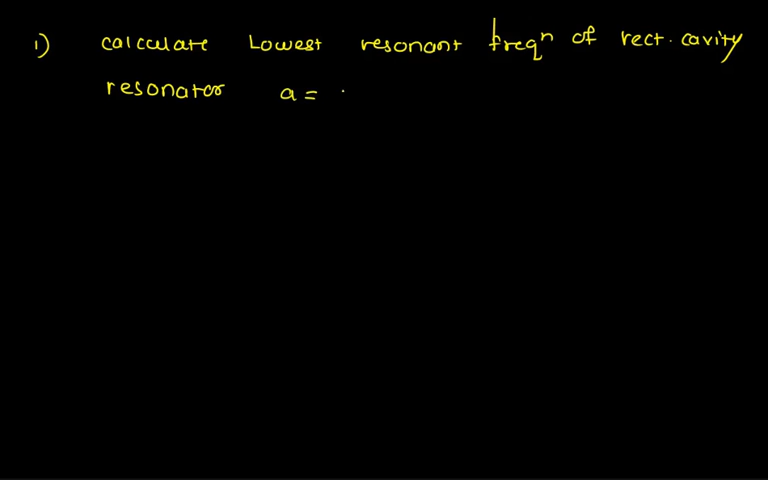 1) calculate Lowest resonant freqⁿ of rect. cavity
resonator a =